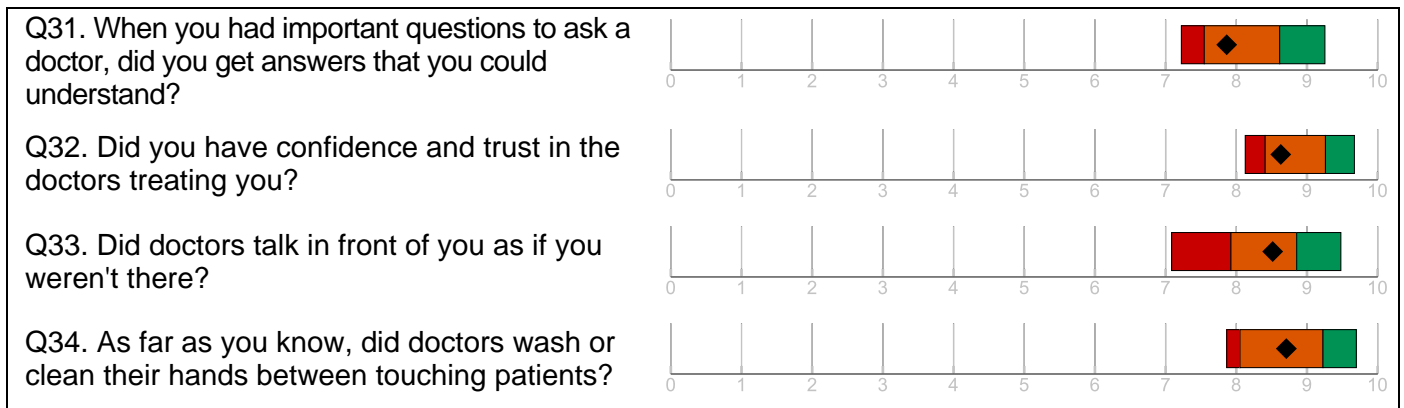 Q31. When you had important questions to ask a
doctor, did you get answers that you could
understand?
0 1 2 3 4 5 6 7 8 9 10
Q32. Did you have confidence and trust in the
doctors treating you?
0 1 2 3 4 5 6 7 8 9 10
Q33. Did doctors talk in front of you as if you
weren't there?
0 1 2 3 4 5 6 7 8 9 10
Q34. As far as you know, did doctors wash or
clean their hands between touching patients?
0 1 2 3 4 5 6 7 8 9 10